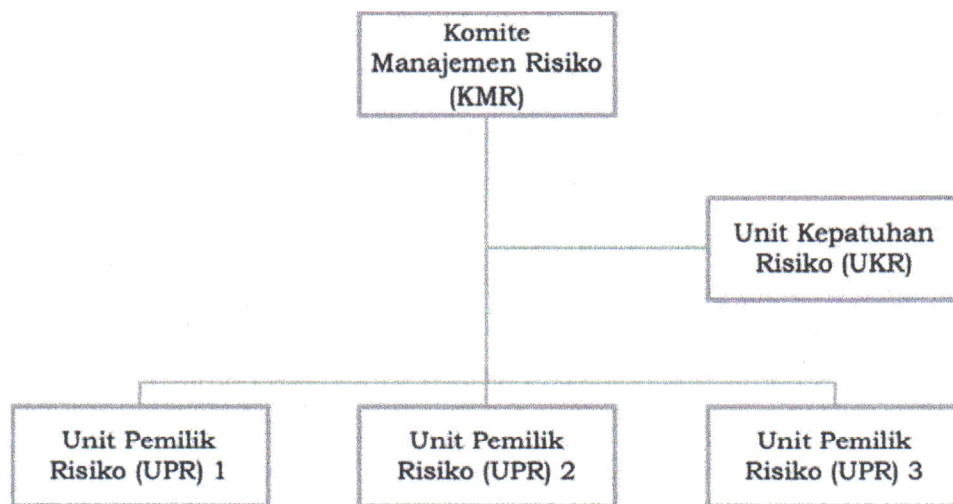 Komite
Manajemen Risiko
(KMR)
Unit Kepatuhan
Risiko (UKR)
Unit Pemilik
Risiko (UPR) 1
Unit Pemilik
Risiko (UPR) 2
Unit Pemilik
Risiko (UPR) 3